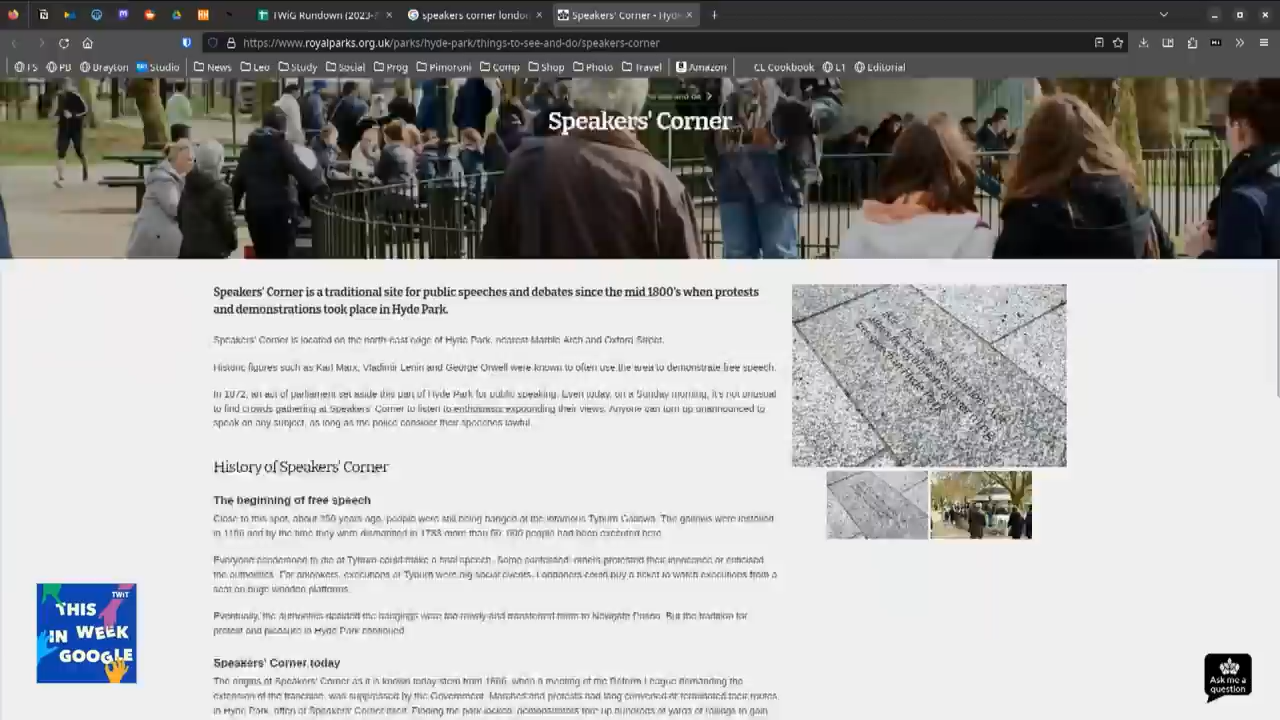 TWiG Rundown (2023-
speakers corner londo
Speakers' Corner - Hyd
https://www.royalparks.org.uk/parks/hyde-park/things-to-see-and-do/speakers-corner
FS PB Brayton Studio News Leo Study Social Prog Pimoroni Comp Shop Photo Travel Amazon CL Cookbook L1 Editorial
Speakers' Corner
Speakers' Corner is a traditional site for public speeches and debates since the mid 1800's when protests
and demonstrations took place in Hyde Park.
Speakers' Corner is located on the north-east edge of Hyde Park, nearest Marble Arch and Oxford Street.
Historic figures such as Karl Marx, Vladimir Lenin and George Orwell were known to often use the area to demonstrate free speech.
In 1872, an act of parliament set aside this part of Hyde Park for public speaking. Even today, on a Sunday morning, it's not unusual
to find crowds gathering at Speakers' Corner to listen to enthusiasts expounding their views. Anyone can turn up unannounced to
speak on any subject, as long as the police consider their speeches lawful.
History of Speakers' Corner
The beginning of free speech
Close to this spot, about 350 years ago, people were still being hanged at the infamous Tyburn Gallows. The gallows were installed
in 1196 and by the time they were dismantled in 1783 more than 50,000 people had been executed here.
Everyone condemned to die at Tyburn could make a final speech. Some confessed, others protested their innocence or criticised
the authorities. For onlookers, executions at Tyburn were big social events. Londoners could buy a ticket to watch executions from a
seat on huge wooden platforms.
Eventually, the authorities decided the hangings were too rowdy and transferred them to Newgate Prison. But the tradition for
protest and pleasure in Hyde Park continued.
Speakers' Corner today
The origins of Speakers' Corner as it is known today stem from 1866, when a meeting of the Reform League demanding the
extension of the franchise, was suppressed by the Government. Marches and protests had long convened or terminated their routes
in Hyde Park, often at Speakers' Corner itself. Finding the park locked, demonstrators tore up hundreds of yards of railings to gain
TWiT
THIS
IN WEEK
GOOGLE
Ask me a
question